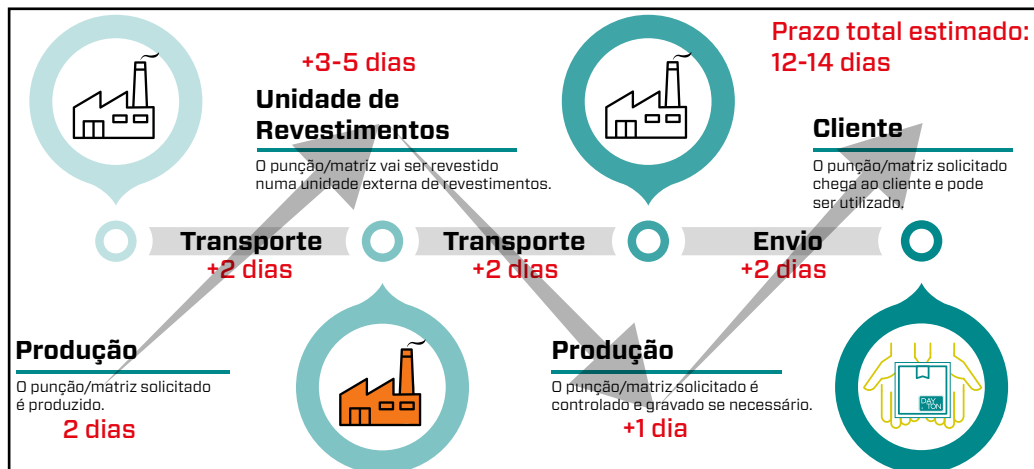 Prazo total estimado:
12-14 dias
+3-5 dias
Unidade de
Revestimentos
O punção/matriz vai ser revestido
numa unidade externa de revestimentos.
Cliente
O punção/matriz solicitado
chega ao cliente e pode
ser utilizado.
Transporte
+2 dias
Transporte
+2 dias
Envio
+2 dias
Produção
O punção/matriz solicitado
é produzido.
2 dias
Produção
O punção/matriz solicitado é
controlado e gravado se necessário.
+1 dia
DAY
TON